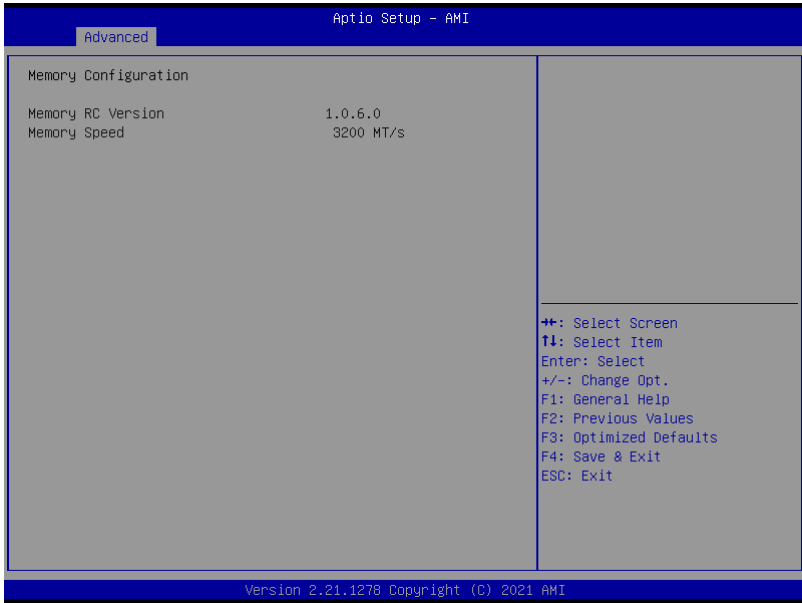 Aptio Setup – AMI
Advanced
Memory Configuration
Memory RC Version 1.0.6.0
Memory Speed 3200 MT/s
→←: Select Screen
↑↓: Select Item
Enter: Select
+/-: Change Opt.
F1: General Help
F2: Previous Values
F3: Optimized Defaults
F4: Save & Exit
ESC: Exit
Version 2.21.1278 Copyright (C) 2021 AMI